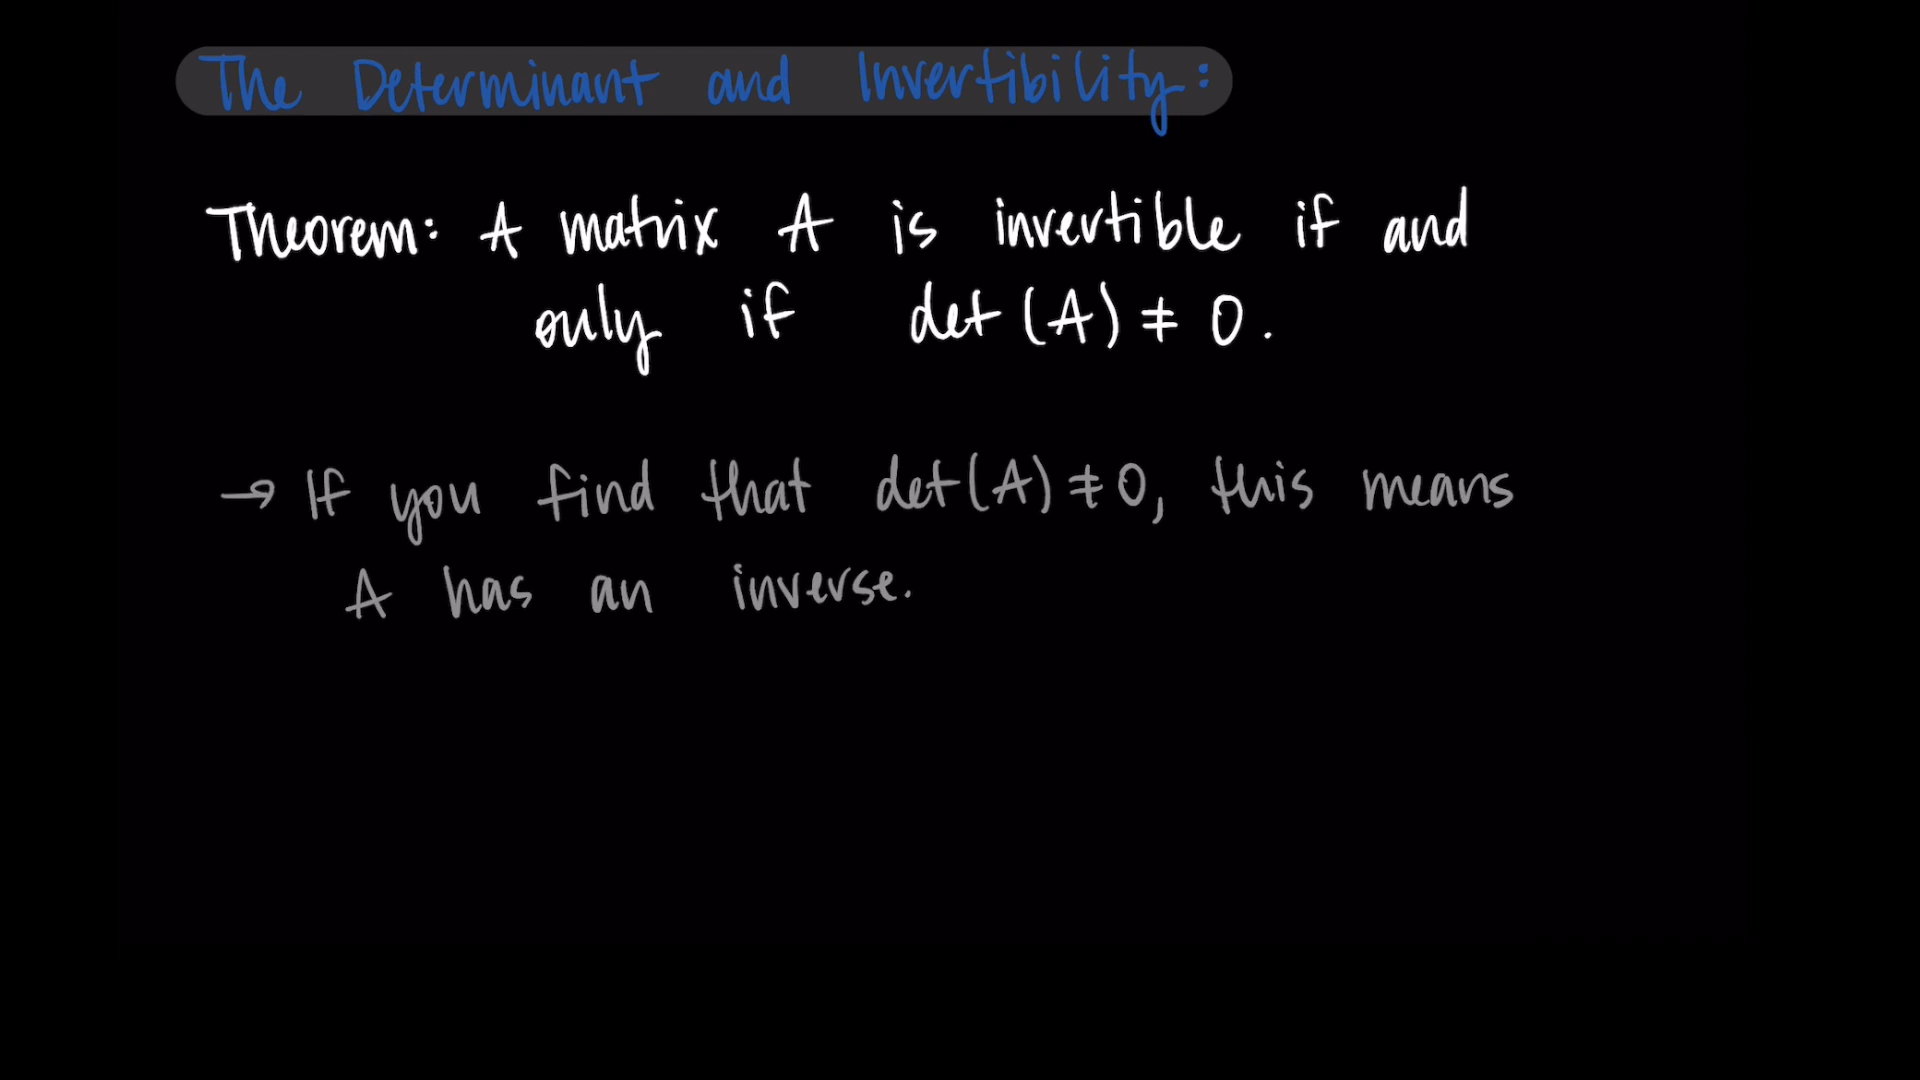 The Determinant and Invertibility:
Theorem: A matrix A is invertible if and
only if det (A) ≠ 0.
→ If you find that det(A) ≠ 0, this means
A has an inverse.